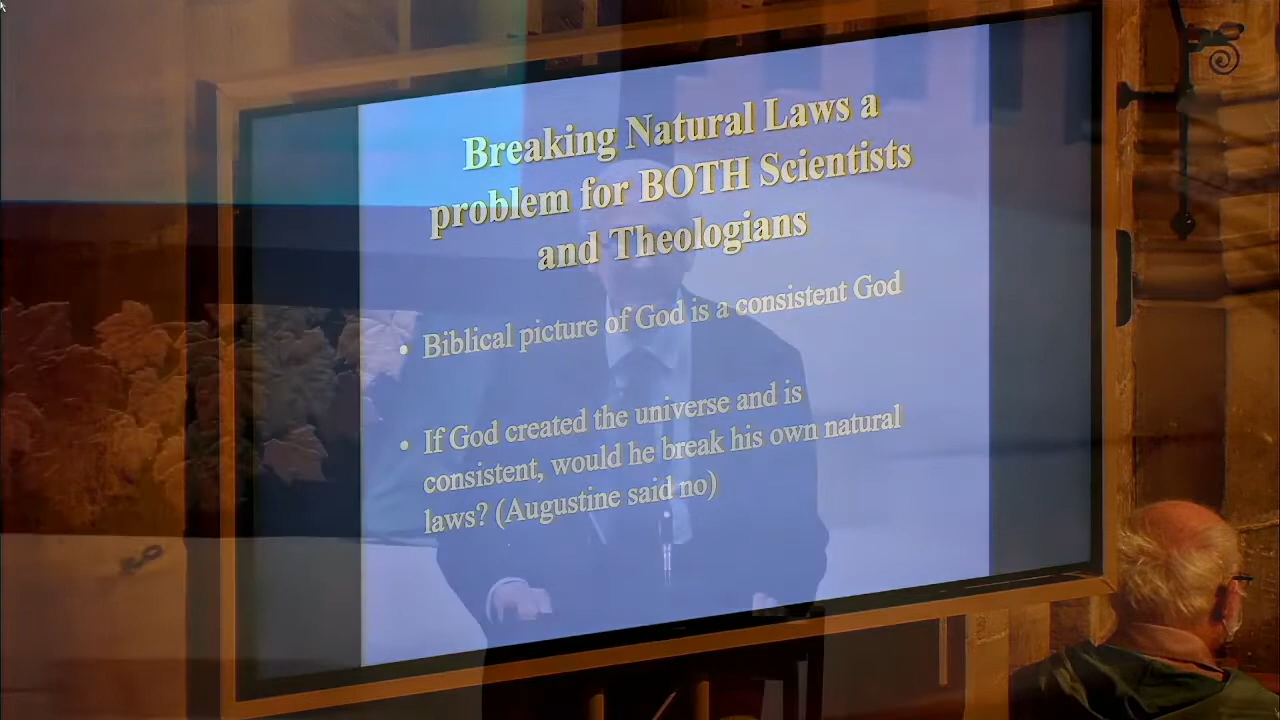 Breaking Natural Laws a
problem for BOTH Scientists
and Theologians
• Biblical picture of God is a consistent God
• If God created the universe and is
consistent, would he break his own natural
laws? (Augustine said no)